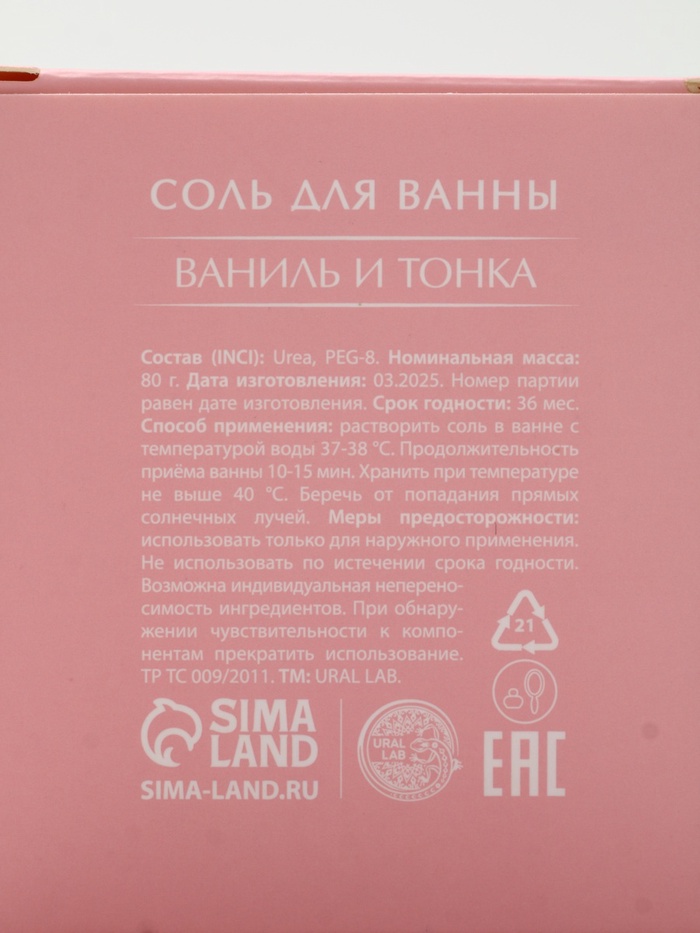 СОЛЬ ДЛЯ ВАННЫ
ВАНИЛЬ И ТОНКА
Состав (INCI): Urea, PEG-8. Номинальная масса:
80 г. Дата изготовления: 03.2025. Номер партии
равен дате изготовления. Срок годности: 36 мес.
Способ применения: растворить соль в ванне с
температурой воды 37-38 °C. Продолжительность
приёма ванны 10-15 мин. Хранить при температуре
не выше 40 °C. Беречь от попадания прямых
солнечных лучей. Меры предосторожности:
использовать только для наружного применения.
Не использовать по истечении срока годности.
Возможна индивидуальная неперено-
симость ингредиентов. При обнару-
жении чувствительности к компо-
нентам прекратить использование.
ТР ТС 009/2011. ТМ: URAL LAB.
21
SIMA
LAND
SIMA-LAND.RU
URAL
LAB
EAC